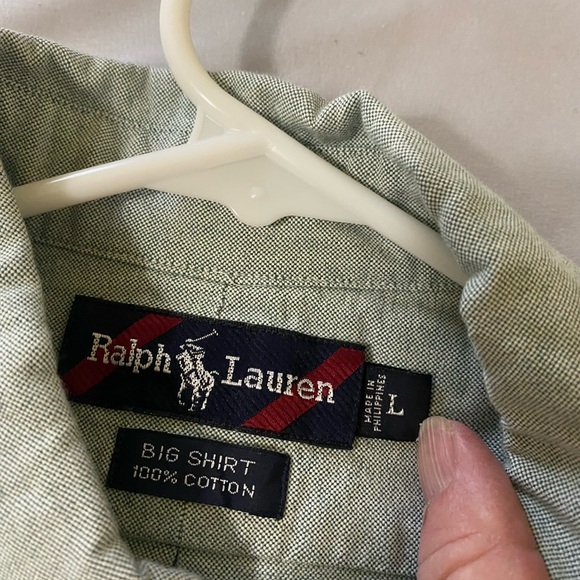 Ralph Lauren
MADE IN
PHILIPPINES
L
BIG SHIRT
100% COTTON